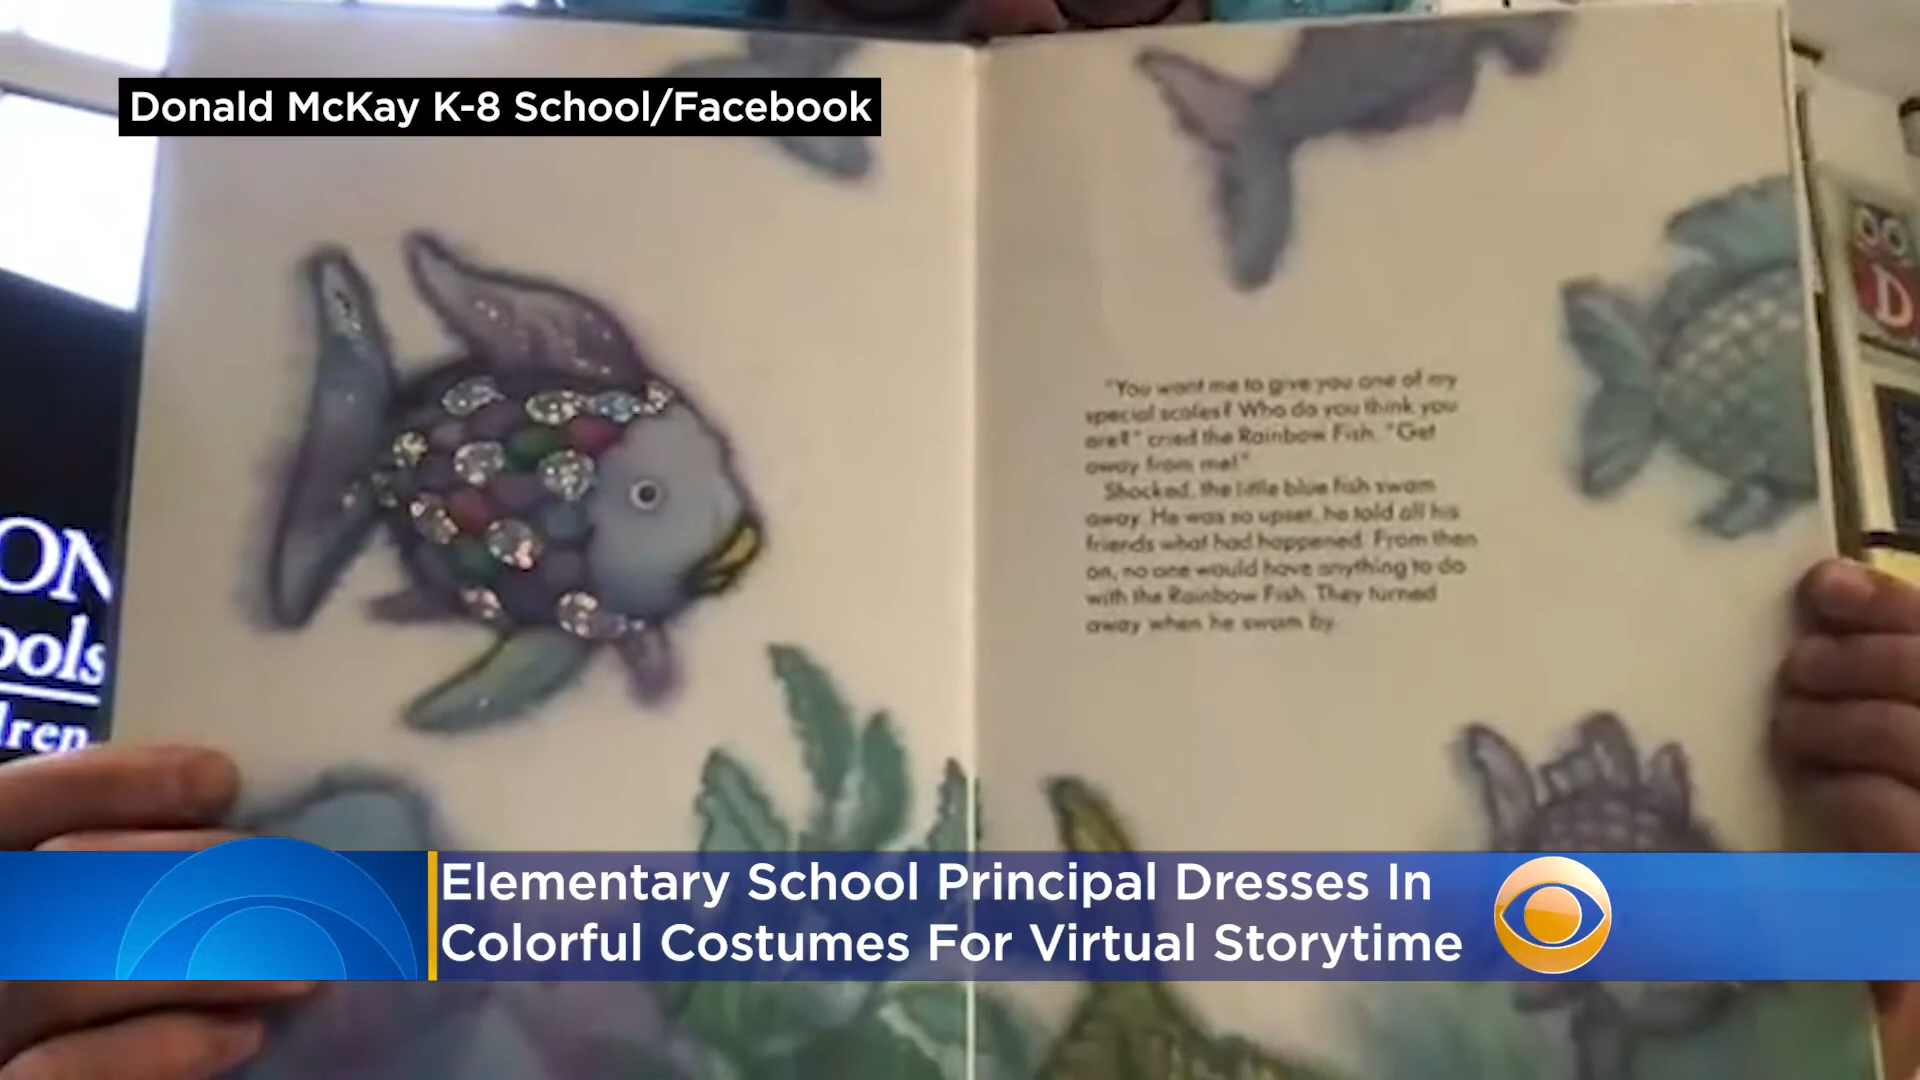 Donald McKay K-8 School/Facebook
"You want me to give you one of my
special scales? Who do you think you
are?" cried the Rainbow Fish. "Get
away from me!"
Shocked, the little blue fish swam
away. He was so upset, he told all his
friends what had happened. From then
on, no one would have anything to do
with the Rainbow Fish. They turned
away when he swam by.
D
ON
ools
dren
Elementary School Principal Dresses In
Colorful Costumes For Virtual Storytime